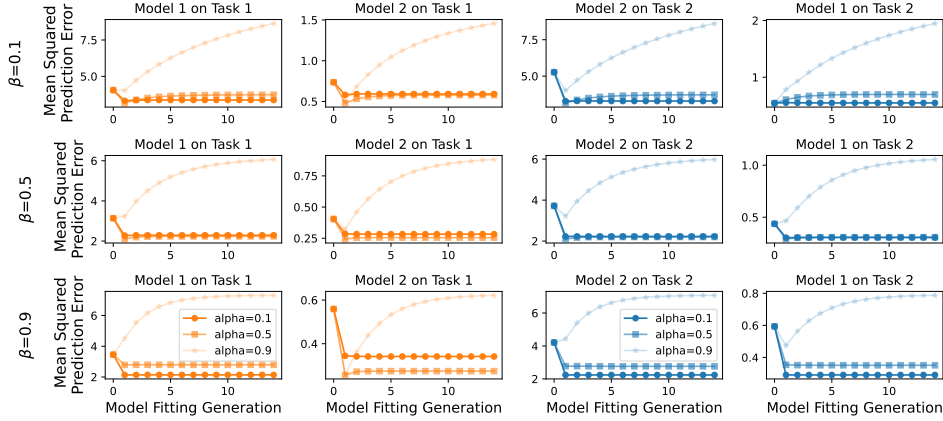 Model 1 on Task 1
Model 2 on Task 1
Model 2 on Task 2
Model 1 on Task 2
β=0.1
Mean Squared
Prediction Error
7.5
5.0
0 5 10
1.5
1.0
0.5
0 5 10
7.5
5.0
0 5 10
2
1
0 5 10
Model 1 on Task 1
Model 2 on Task 1
Model 2 on Task 2
Model 1 on Task 2
β=0.5
Mean Squared
Prediction Error
6
4
2
0 5 10
0.75
0.50
0.25
0 5 10
6
4
2
0 5 10
1.0
0.5
0 5 10
Model 1 on Task 1
Model 2 on Task 1
Model 2 on Task 2
Model 1 on Task 2
β=0.9
Mean Squared
Prediction Error
6
4
2
alpha=0.1
alpha=0.5
alpha=0.9
0 5 10
Model Fitting Generation
0.6
0.4
0 5 10
Model Fitting Generation
6
4
2
alpha=0.1
alpha=0.5
alpha=0.9
0 5 10
Model Fitting Generation
0.8
0.6
0.4
0 5 10
Model Fitting Generation